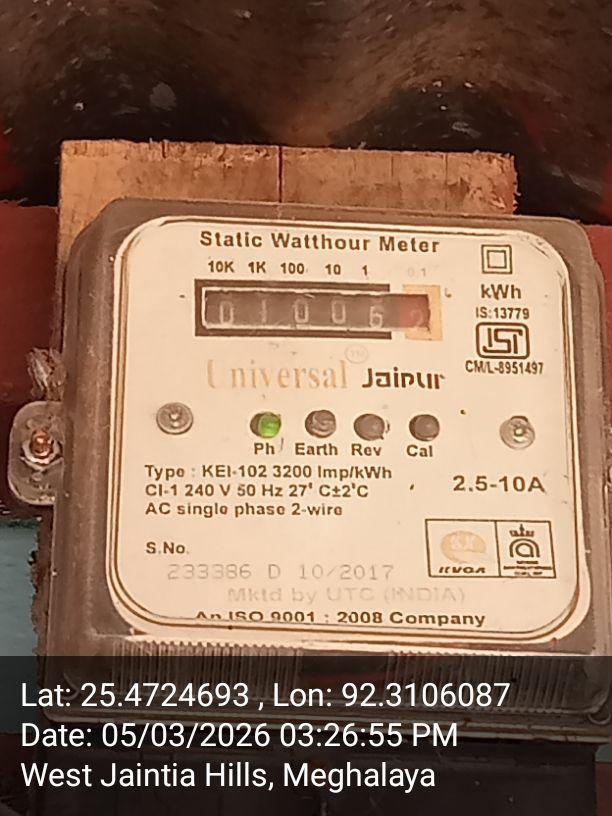 Static Watthour Meter
10K 1K 100 10 1 0.1
kWh
IS:13779
010062
ISI
CM/L-8951497
Universal Jaipur
TM
Ph Earth Rev Cal
Type : KEI-102 3200 Imp/kWh
Cl-1 240 V 50 Hz 27' C±2'C
2.5-10A
AC single phase 2-wire
S.No.
233386 D 10/2017
Mktd by UTC (INDIA)
An ISO 9001 : 2008 Company
Lat: 25.4724693 , Lon: 92.3106087
Date: 05/03/2026 03:26:55 PM
West Jaintia Hills, Meghalaya